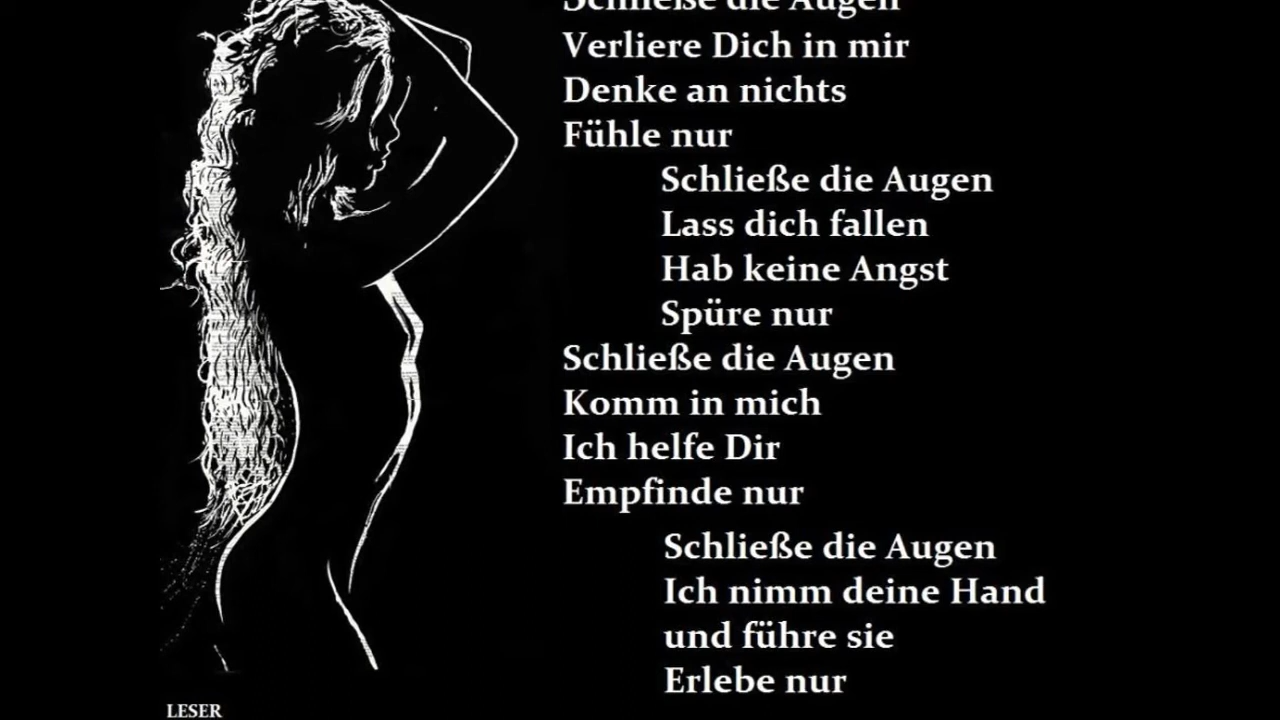 Schließe die Augen
Verliere Dich in mir
Denke an nichts
Fühle nur
Schließe die Augen
Lass dich fallen
Hab keine Angst
Spüre nur
Schließe die Augen
Komm in mich
Ich helfe Dir
Empfinde nur
Schließe die Augen
Ich nimm deine Hand
und führe sie
Erlebe nur
LESER